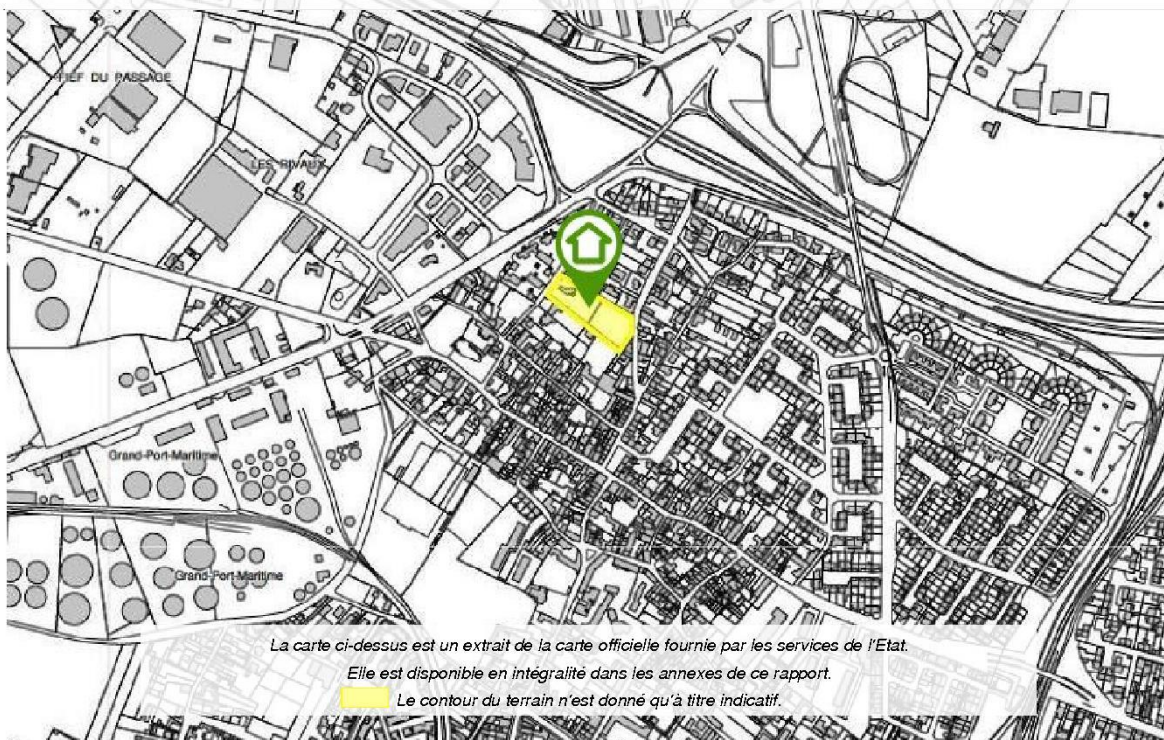 FIEF DU PASSAGE
LES RIVAUX
Grand-Port-Maritime
Grand-Port-Maritime
La carte ci-dessus est un extrait de la carte officielle fournie par les services de l'Etat.
Elle est disponible en intégralité dans les annexes de ce rapport.
Le contour du terrain n'est donné qu'à titre indicatif.